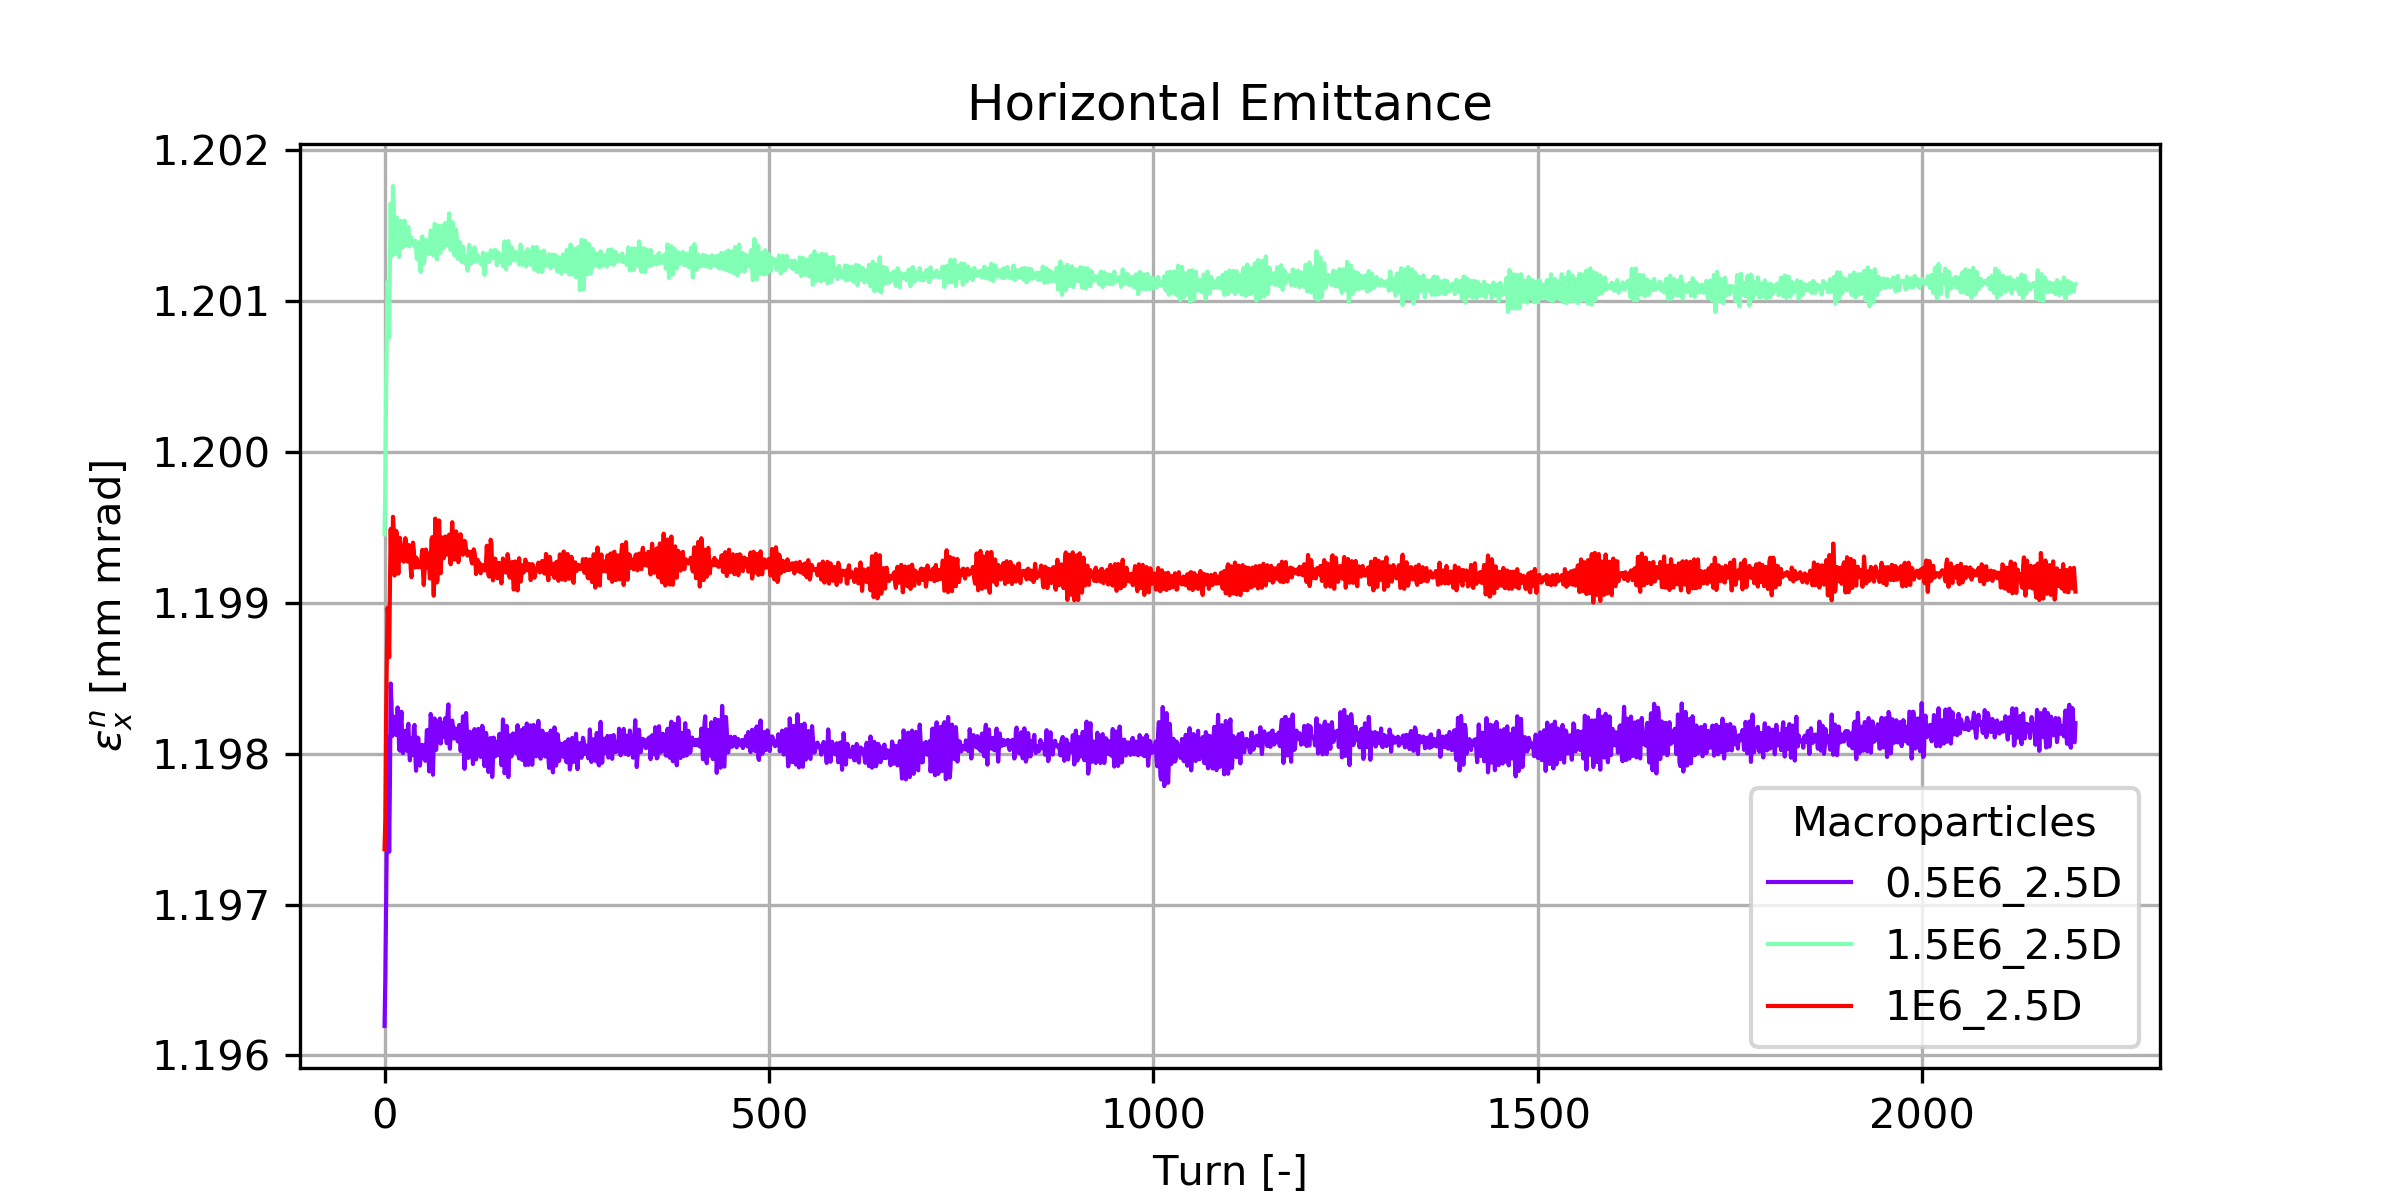 Horizontal Emittance
1.202
1.201
1.200
1.199
1.198
1.197
1.196
ε_x^n [mm mrad]
0 500 1000 1500 2000
Turn [-]
Macroparticles
0.5E6_2.5D
1.5E6_2.5D
1E6_2.5D